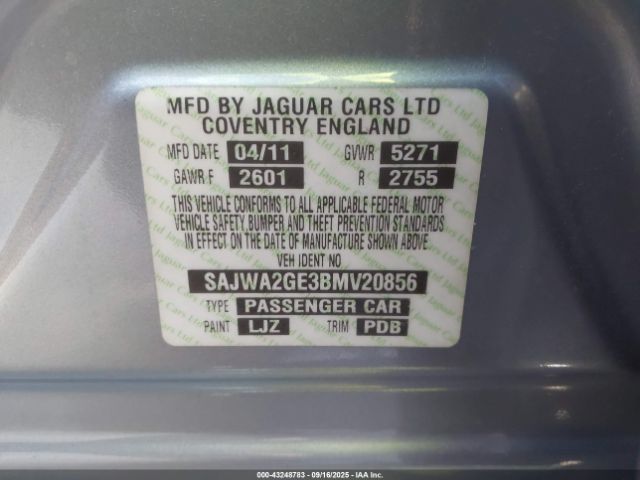 MFD BY JAGUAR CARS LTD
COVENTRY ENGLAND
MFD DATE 04/11 GVWR 5271
GAWR F 2601 R 2755
THIS VEHICLE CONFORMS TO ALL APPLICABLE FEDERAL MOTOR
VEHICLE SAFETY, BUMPER AND THEFT PREVENTION STANDARDS
IN EFFECT ON THE DATE OF MANUFACTURE SHOWN ABOVE.
VEH IDENT NO
SAJWA2GE3BMV20856
TYPE PASSENGER CAR
PAINT LJZ TRIM PDB
000-43248783 - 09/16/2025 - IAA Inc.